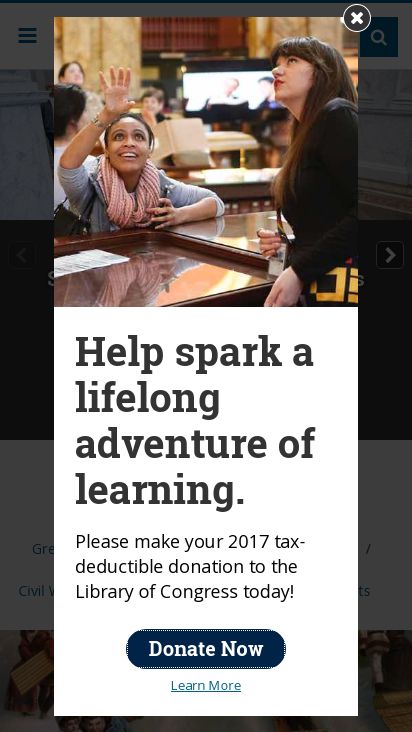 Help spark a
lifelong
adventure of
learning.
Please make your 2017 tax-
deductible donation to the
Library of Congress today!
Donate Now
Learn More
Gre
/
Civil W
ts